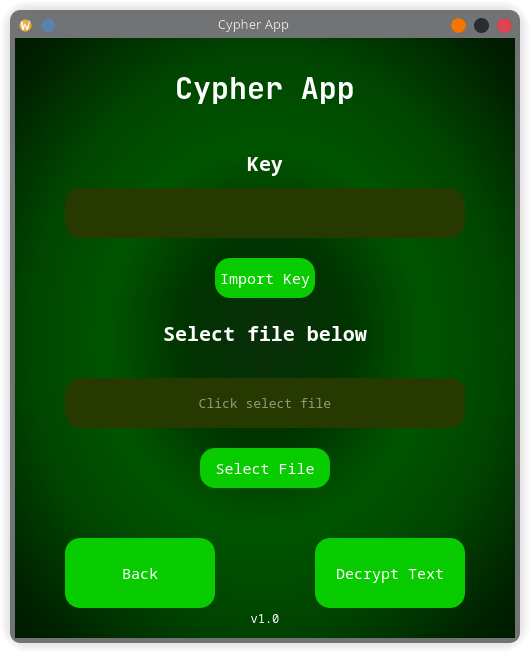 Cypher App
Cypher App
Key
Import Key
Select file below
Click select file
Select File
Back
Decrypt Text
v1.0